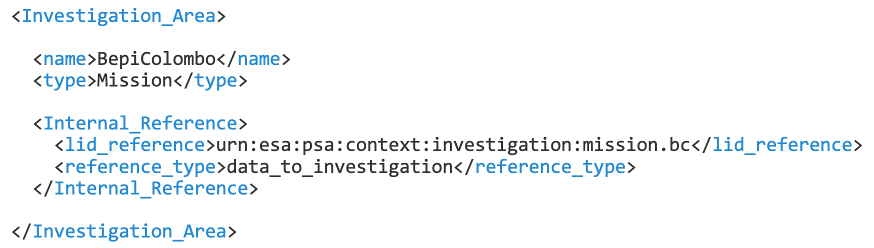 <Investigation_Area>
<name>BepiColombo</name>
<type>Mission</type>
<Internal_Reference>
<lid_reference>urn:esa:psa:context:investigation:mission.bc</lid_reference>
<reference_type>data_to_investigation</reference_type>
</Internal_Reference>
</Investigation_Area>